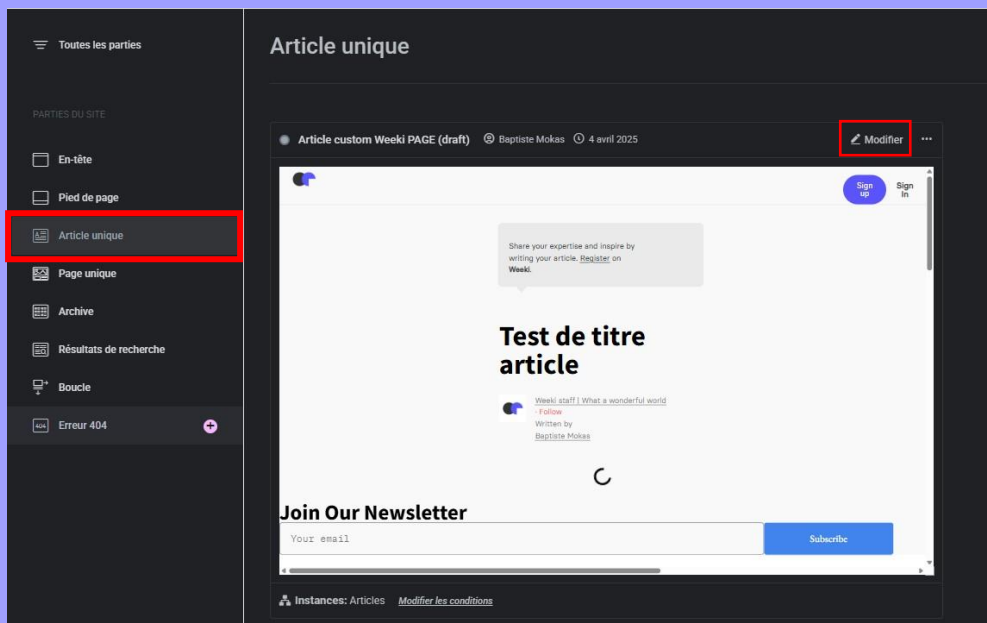 Toutes les parties
PARTIES DU SITE
En-tête
Pied de page
Article unique
Page unique
Archive
Résultats de recherche
Boucle
404 Erreur 404
Article unique
Article custom Weeki PAGE (draft) Baptiste Mokas 4 avril 2025 Modifier
Sign up
Sign In
Share your expertise and inspire by
writing your article. Register on
Weeki.
Test de titre
article
Weeki staff | What a wonderful world
· Follow
Written by
Baptiste Mokas
Join Our Newsletter
Your email
Subscribe
Instances: Articles Modifier les conditions